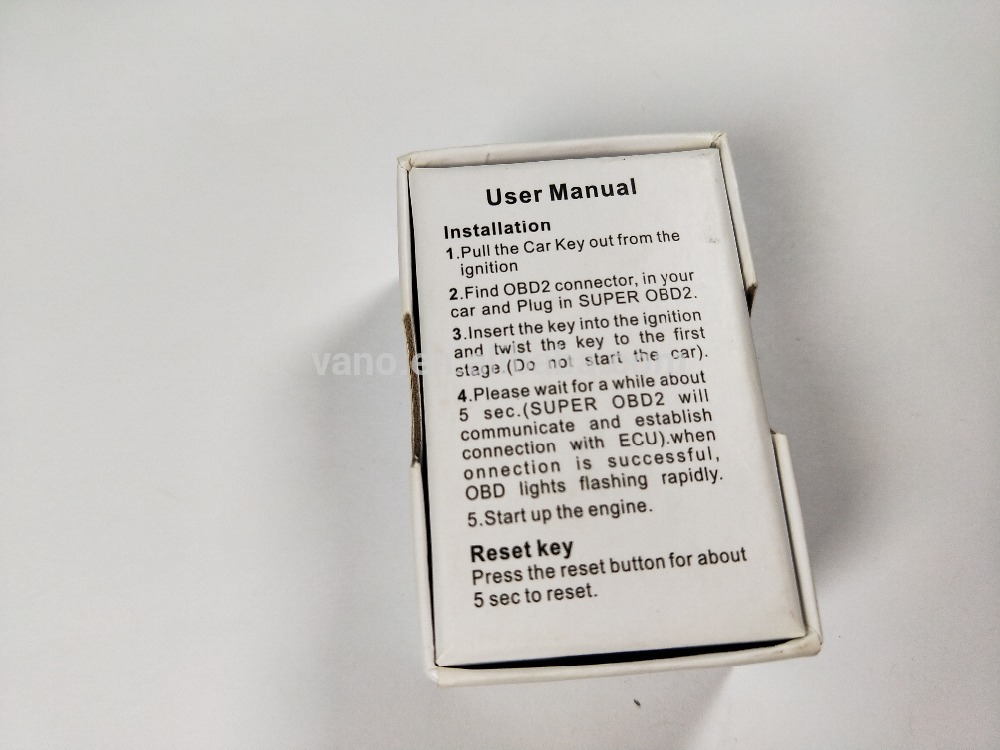 User Manual
Installation
1.Pull the Car Key out from the
ignition
2.Find OBD2 connector, in your
car and Plug in SUPER OBD2.
3.Insert the key into the ignition
and twist the key to the first
stage.(Do not start the car).
4.Please wait for a while about
5 sec.(SUPER OBD2 will
communicate and establish
connection with ECU).when
onnection is successful,
OBD lights flashing rapidly.
5.Start up the engine.
Reset key
Press the reset button for about
5 sec to reset.